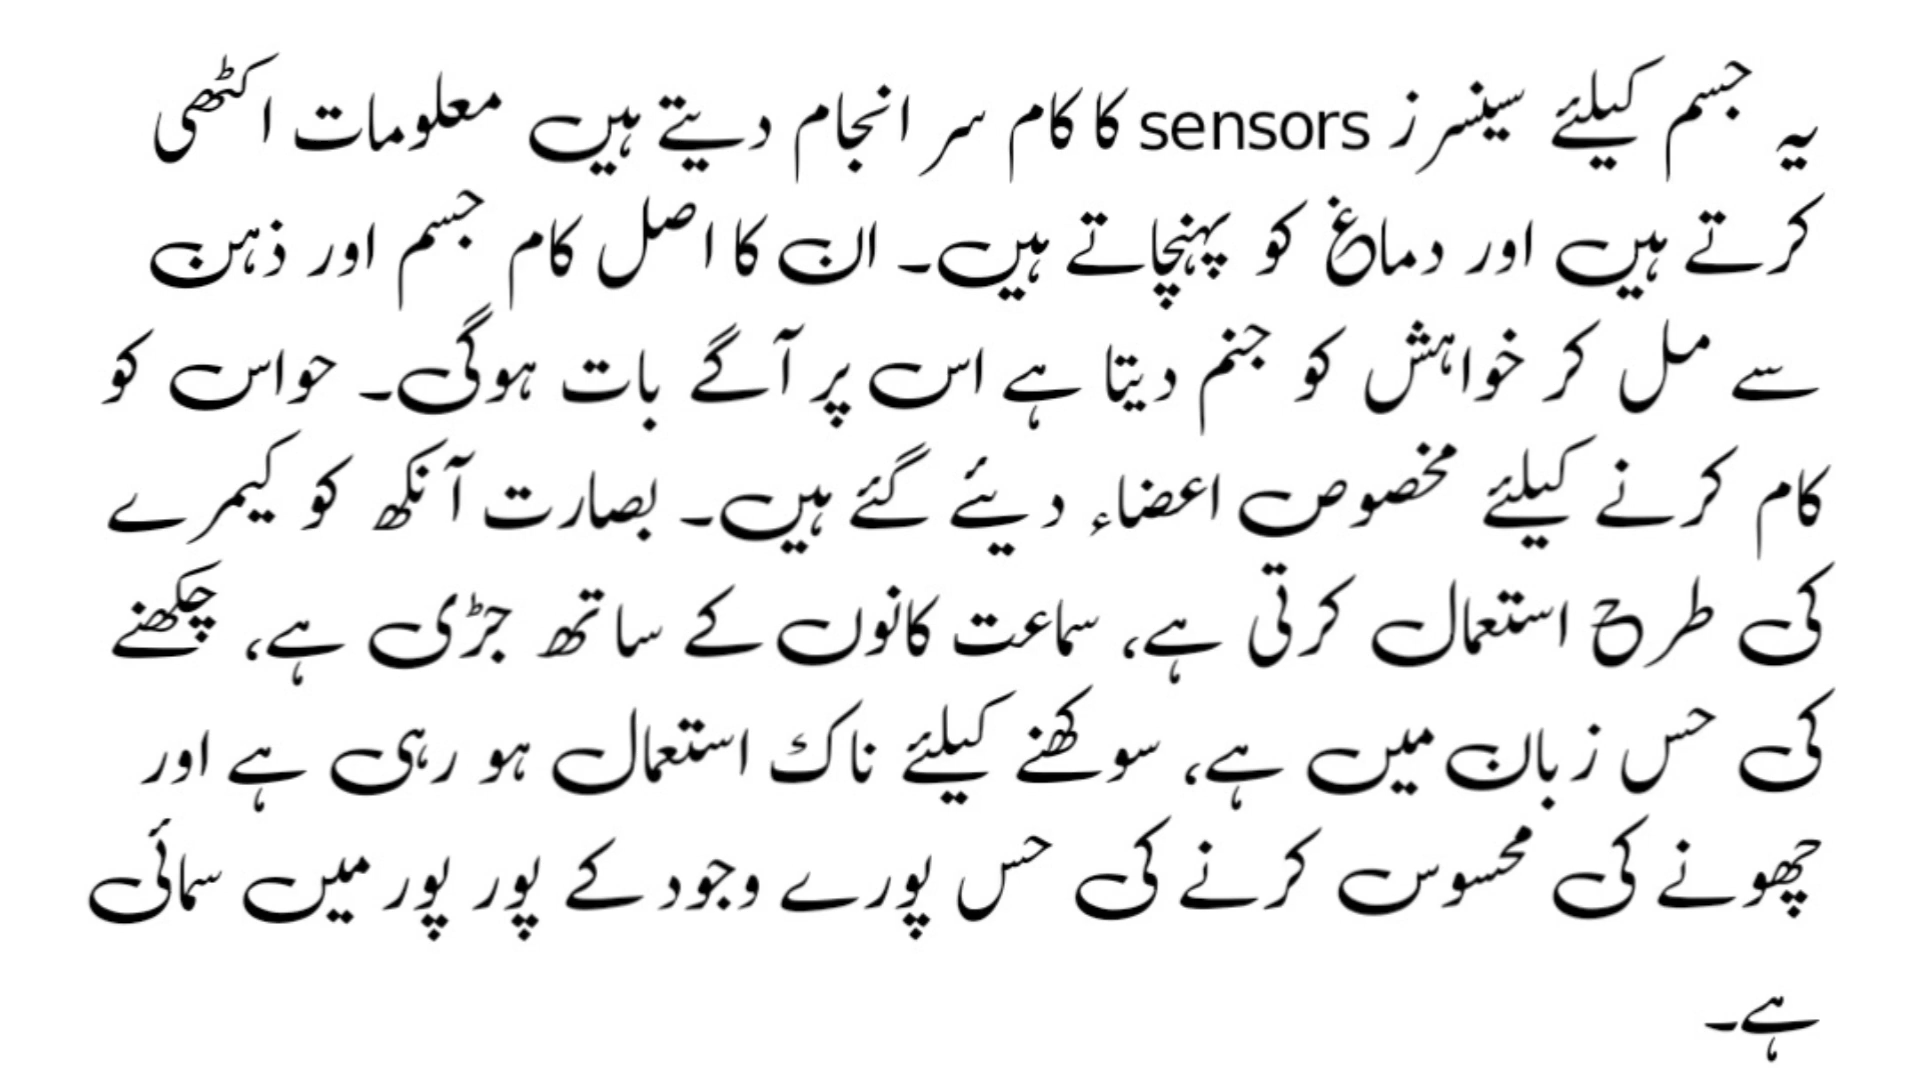 یہ جسم کیلئے سینسرز sensors کا کام سر انجام دیتے ہیں معلومات اکٹھی
کرتے ہیں اور دماغ کو پہنچاتے ہیں۔ ان کا اصل کام جسم اور ذہن
سے مل کر خواہش کو جنم دیتا ہے اس پر آگے بات ہوگی۔ حواس کو
کام کرنے کیلئے مخصوص اعضاء دیئے گئے ہیں۔ بصارت آنکھ کو کیمرے
کی طرح استعمال کرتی ہے، سماعت کانوں کے ساتھ جڑی ہے، چکھنے
کی حس زبان میں ہے، سوکھنے کیلئے ناک استعمال ہو رہی ہے اور
چھونے کی محسوس کرنے کی حس پورے وجود کے پور پور میں سمائی
ہے۔